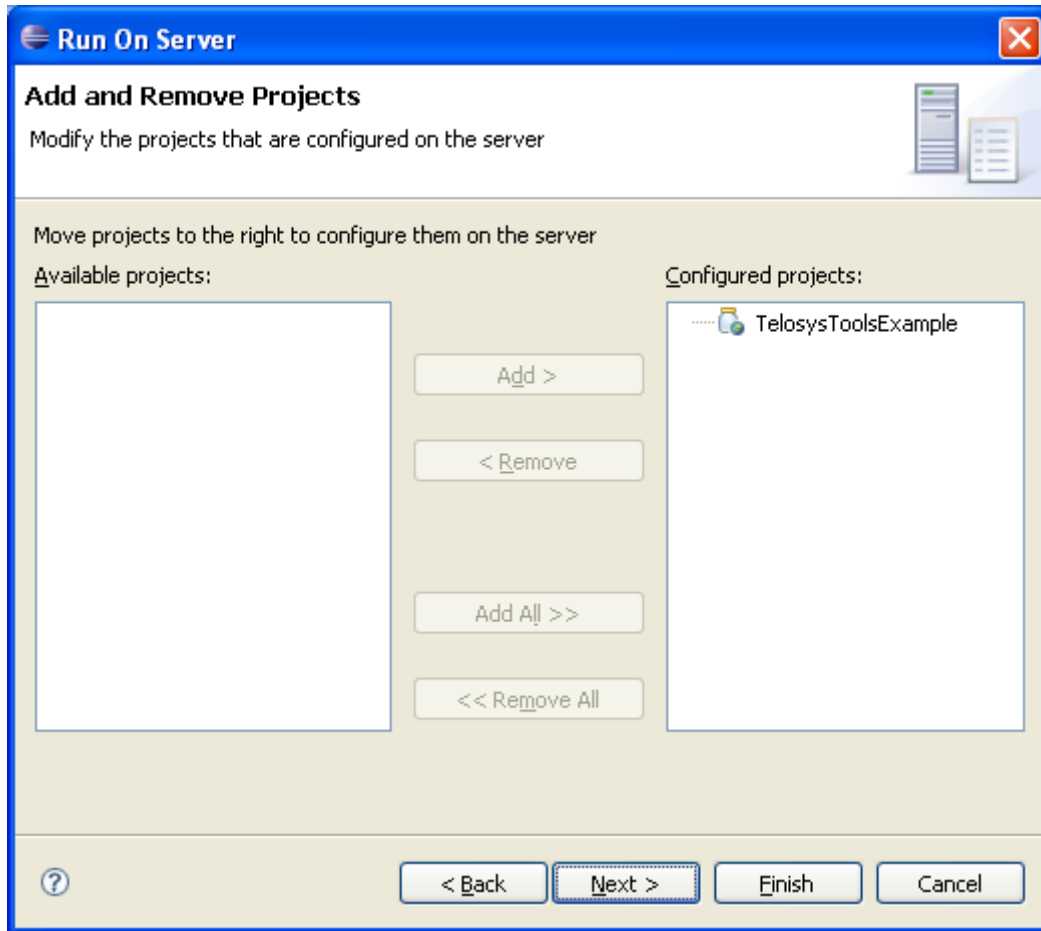 Run On Server
Add and Remove Projects
Modify the projects that are configured on the server
Move projects to the right to configure them on the server
Available projects:
Configured projects:
TelosysToolsExample
Add >
< Remove
Add All >>
<< Remove All
?
< Back
Next >
Finish
Cancel